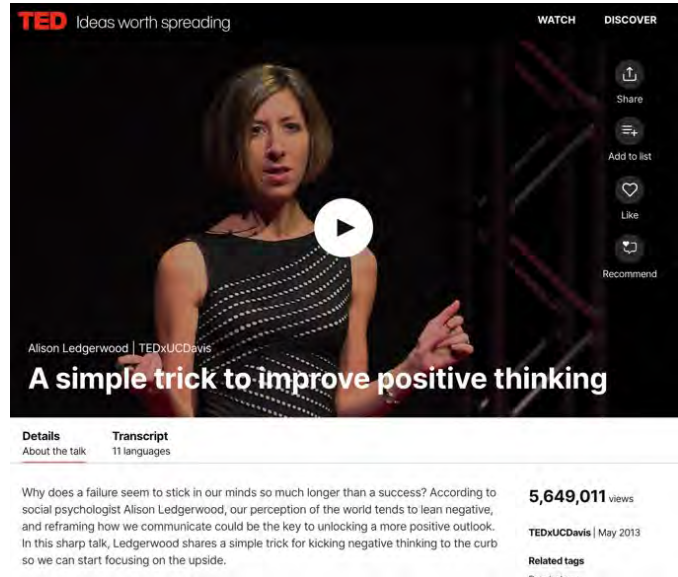 TED Ideas worth spreading
WATCH DISCOVER
Share
Add to list
Like
Recommend
Alison Ledgerwood | TEDxUCDavis
A simple trick to improve positive thinking
Details Transcript
About the talk 11 languages
Why does a failure seem to stick in our minds so much longer than a success? According to
social psychologist Alison Ledgerwood, our perception of the world tends to lean negative,
and reframing how we communicate could be the key to unlocking a more positive outlook.
In this sharp talk, Ledgerwood shares a simple trick for kicking negative thinking to the curb
so we can start focusing on the upside.
5,649,011 views
TEDxUCDavis | May 2013
Related tags